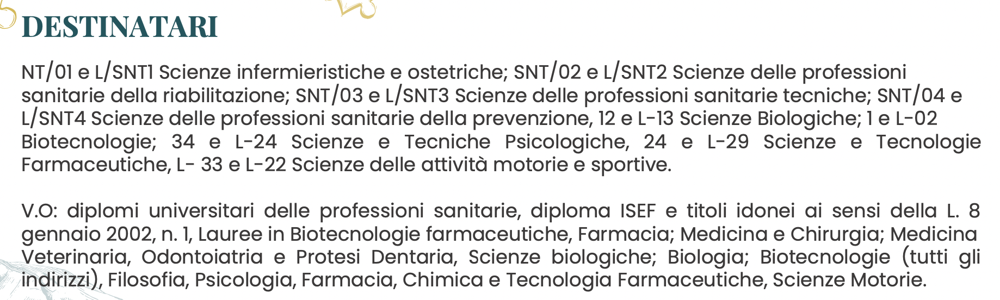 DESTINATARI
NT/01 e L/SNT1 Scienze infermieristiche e ostetriche; SNT/02 e L/SNT2 Scienze delle professioni
sanitarie della riabilitazione; SNT/03 e L/SNT3 Scienze delle professioni sanitarie tecniche; SNT/04 e
L/SNT4 Scienze delle professioni sanitarie della prevenzione, 12 e L-13 Scienze Biologiche; 1 e L-02
Biotecnologie; 34 e L-24 Scienze e Tecniche Psicologiche, 24 e L-29 Scienze e Tecnologie
Farmaceutiche, L- 33 e L-22 Scienze delle attività motorie e sportive.
V.O: diplomi universitari delle professioni sanitarie, diploma ISEF e titoli idonei ai sensi della L. 8
gennaio 2002, n. 1, Lauree in Biotecnologie farmaceutiche, Farmacia; Medicina e Chirurgia; Medicina
Veterinaria, Odontoiatria e Protesi Dentaria, Scienze biologiche; Biologia; Biotecnologie (tutti gli
indirizzi), Filosofia, Psicologia, Farmacia, Chimica e Tecnologia Farmaceutiche, Scienze Motorie.